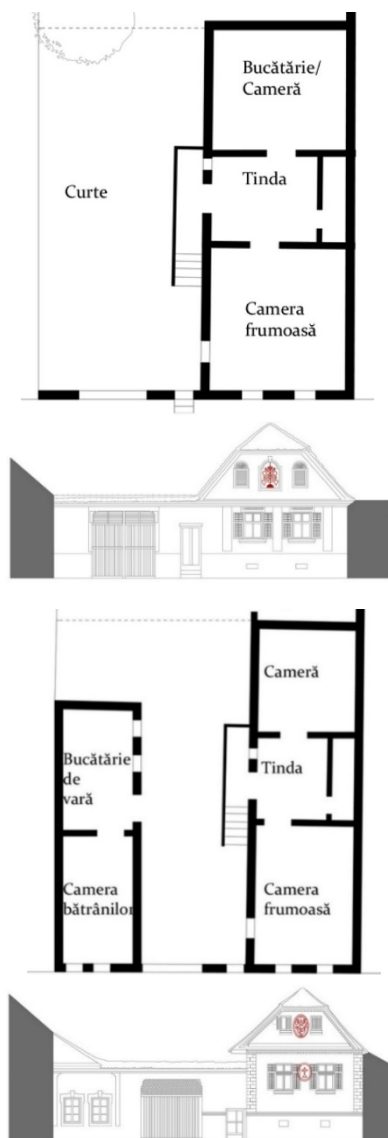 Bucătărie/
Cameră
Tinda
Curte
Camera
frumoasă
Cameră
Bucătărie
de
vară
Tinda
Camera
bătrânilor
Camera
frumoasă